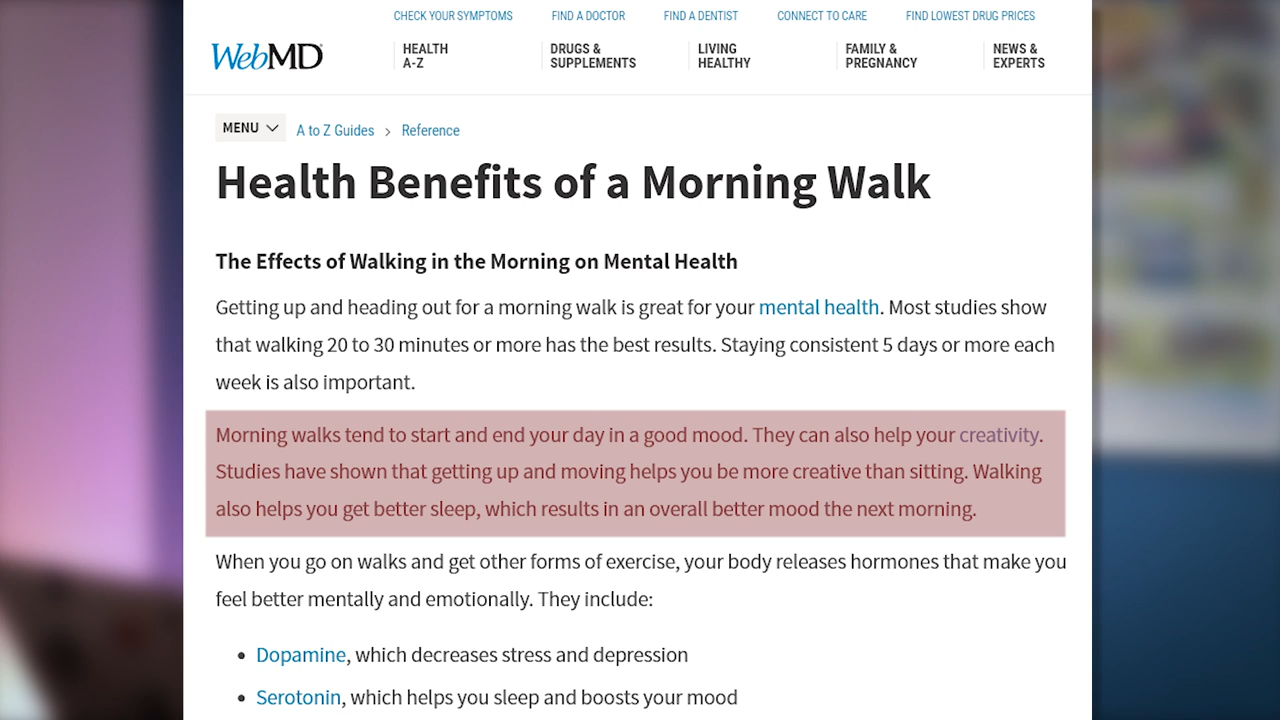 CHECK YOUR SYMPTOMS FIND A DOCTOR FIND A DENTIST CONNECT TO CARE FIND LOWEST DRUG PRICES
WebMD
HEALTH
A-Z
DRUGS &
SUPPLEMENTS
LIVING
HEALTHY
FAMILY &
PREGNANCY
NEWS &
EXPERTS
MENU A to Z Guides > Reference
Health Benefits of a Morning Walk
The Effects of Walking in the Morning on Mental Health
Getting up and heading out for a morning walk is great for your mental health. Most studies show
that walking 20 to 30 minutes or more has the best results. Staying consistent 5 days or more each
week is also important.
Morning walks tend to start and end your day in a good mood. They can also help your creativity.
Studies have shown that getting up and moving helps you be more creative than sitting. Walking
also helps you get better sleep, which results in an overall better mood the next morning.
When you go on walks and get other forms of exercise, your body releases hormones that make you
feel better mentally and emotionally. They include:
• Dopamine, which decreases stress and depression
• Serotonin, which helps you sleep and boosts your mood